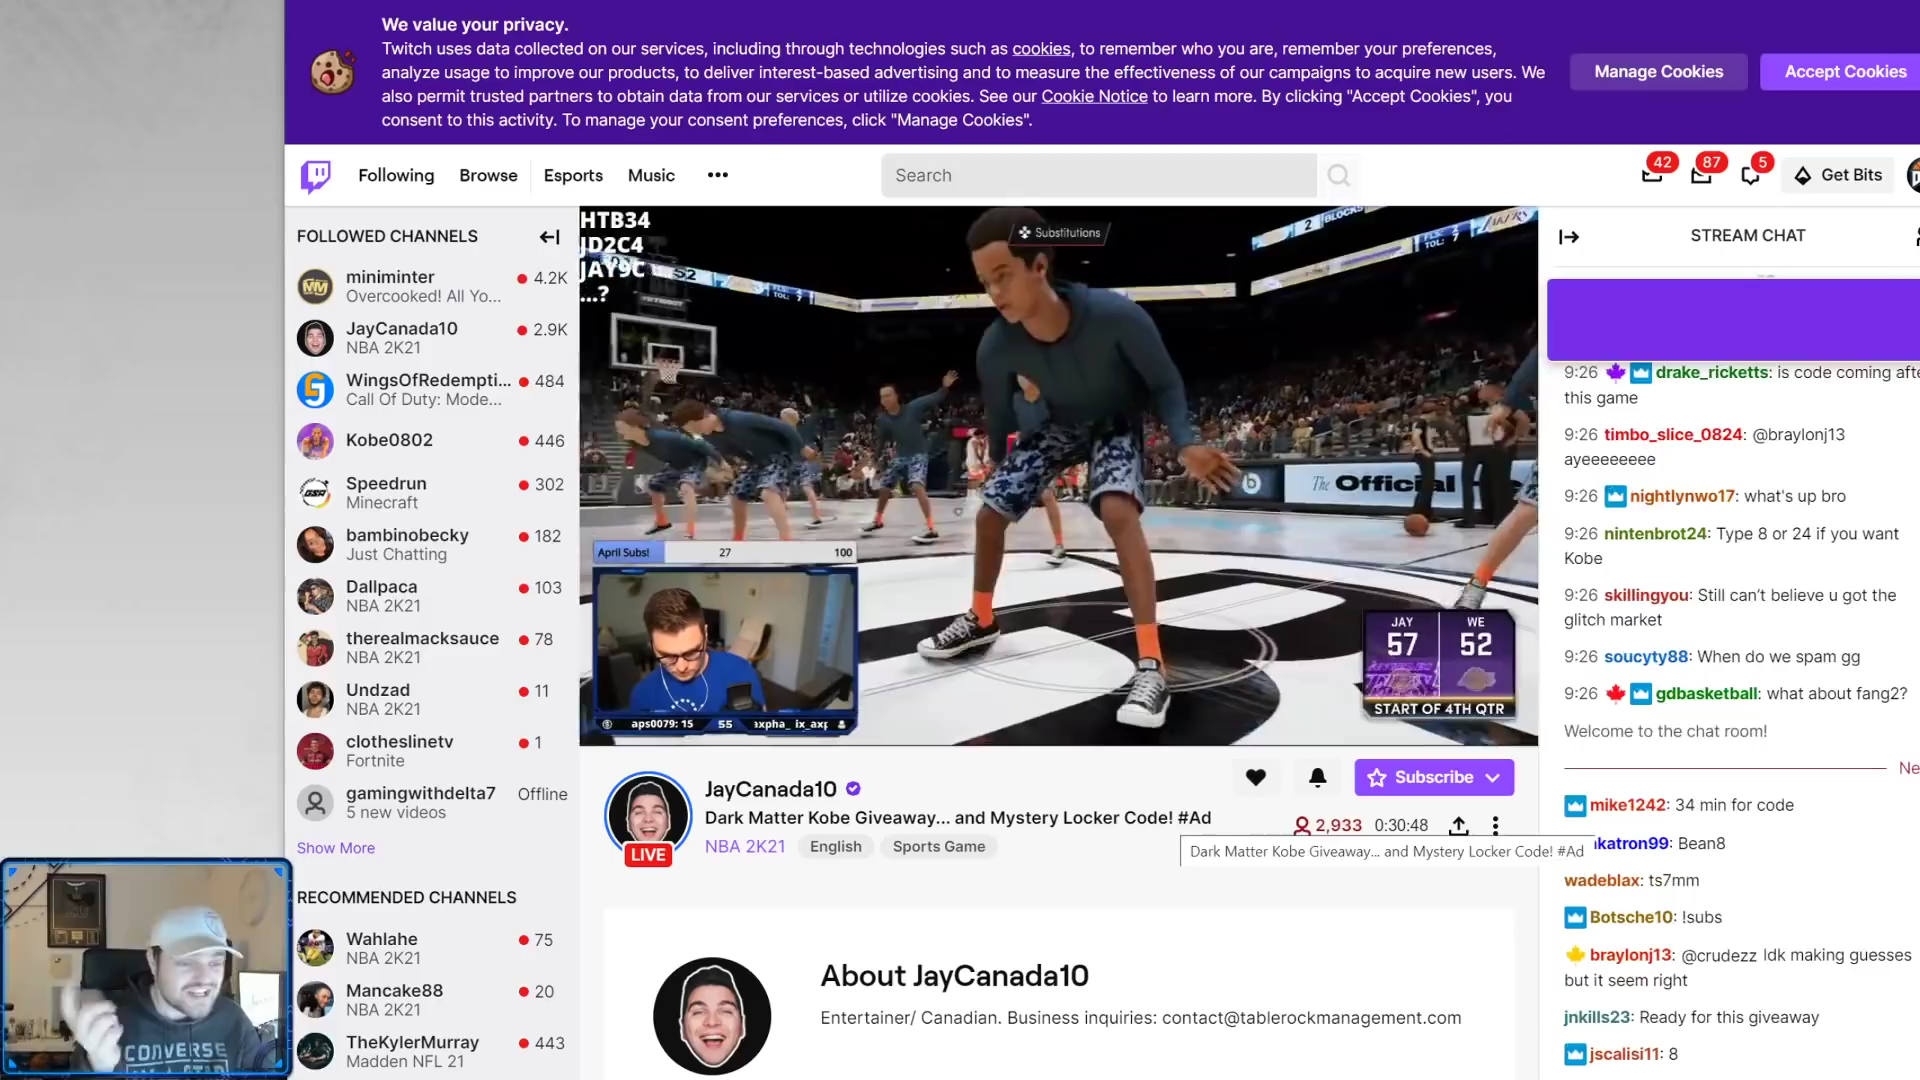 We value your privacy.
Twitch uses data collected on our services, including through technologies such as cookies, to remember who you are, remember your preferences,
analyze usage to improve our products, to deliver interest-based advertising and to measure the effectiveness of our campaigns to acquire new users. We
also permit trusted partners to obtain data from our services or utilize cookies. See our Cookie Notice to learn more. By clicking "Accept Cookies", you
consent to this activity. To manage your consent preferences, click "Manage Cookies".
Manage Cookies
Accept Cookies
Following Browse Esports Music
Search
42 87 5
Get Bits
FOLLOWED CHANNELS
miniminter 4.2K
Overcooked! All Yo...
JayCanada10 2.9K
NBA 2K21
WingsOfRedempti... 484
Call Of Duty: Mode...
Kobe0802 446
Speedrun 302
Minecraft
bambinobecky 182
Just Chatting
Dallpaca 103
NBA 2K21
therealmacksauce 78
NBA 2K21
Undzad 11
NBA 2K21
clotheslinetv 1
Fortnite
gamingwithdelta7 Offline
5 new videos
Show More
RECOMMENDED CHANNELS
Wahlahe 75
NBA 2K21
Mancake88 20
NBA 2K21
TheKylerMurray 443
Madden NFL 21
HTB34
JD2C4
JAY9C
...?
52
Substitutions
2 BLOCKS
TOL: 7
The Official
April Subs! 27 100
aps0079: 15 55
JAY 57 WE 52
START OF 4TH QTR
JayCanada10
Dark Matter Kobe Giveaway... and Mystery Locker Code! #Ad
NBA 2K21 English Sports Game
LIVE
Subscribe
2,933 0:30:48
Dark Matter Kobe Giveaway... and Mystery Locker Code! #Ad
About JayCanada10
Entertainer/ Canadian. Business inquiries: contact@tablerockmanagement.com
STREAM CHAT
9:26 drake_ricketts: is code coming afte
this game
9:26 timbo_slice_0824: @braylonj13
ayeeeeeeee
9:26 nightlynwo17: what's up bro
9:26 nintenbrot24: Type 8 or 24 if you want
Kobe
9:26 skillingyou: Still can't believe u got the
glitch market
9:26 soucyty88: When do we spam gg
9:26 gdbasketball: what about fang2?
Welcome to the chat room!
Ne
mike1242: 34 min for code
katron99: Bean8
wadeblax: ts7mm
Botsche10: !subs
braylonj13: @crudezz Idk making guesses
but it seem right
jnkills23: Ready for this giveaway
jscalisi11: 8
CONVERSE